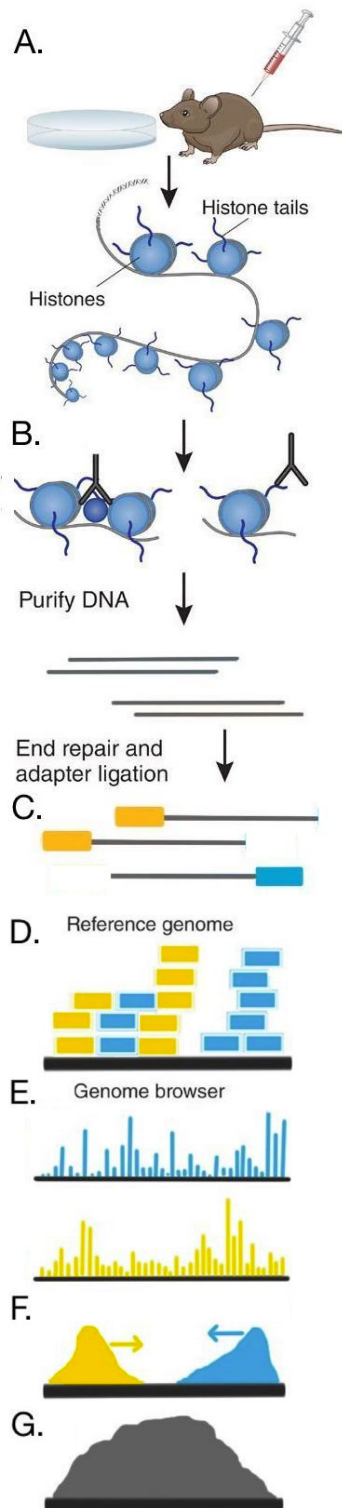 A.
Histone tails
Histones
B.
Purify DNA
End repair and
adapter ligation
C.
D.
Reference genome
E.
Genome browser
F.
G.